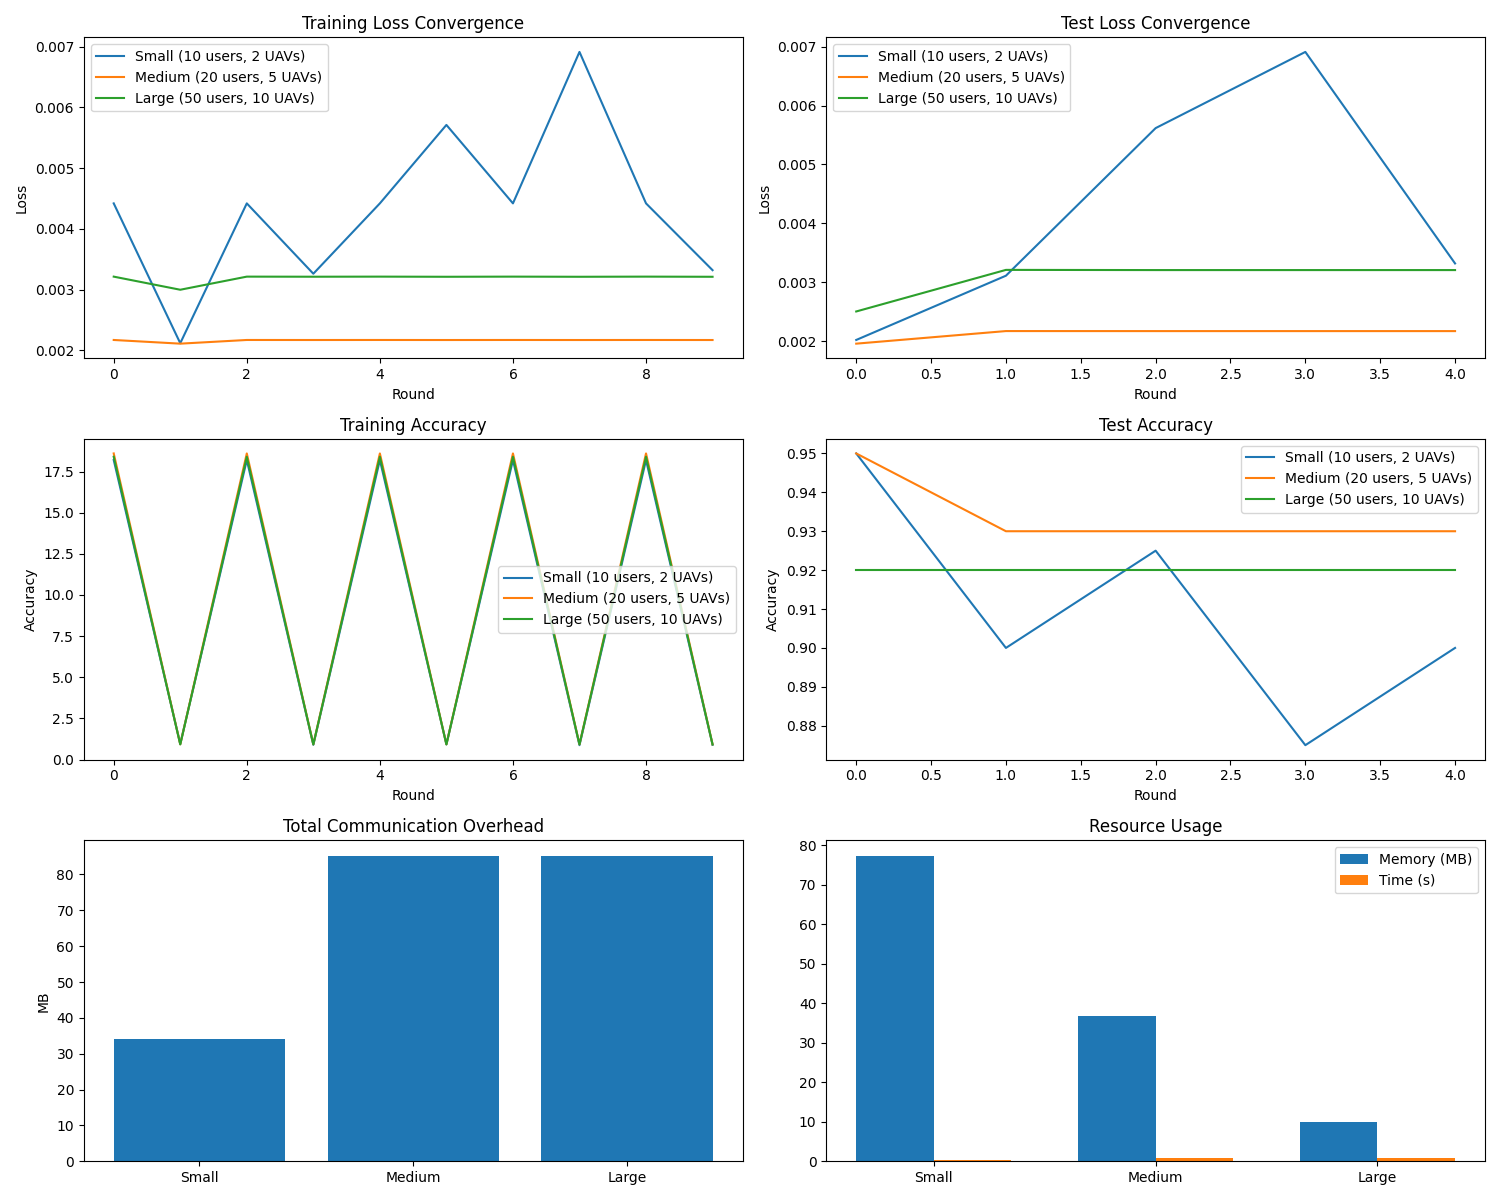 Training Loss Convergence
Loss
0.007
0.006
0.005
0.004
0.003
0.002
Small (10 users, 2 UAVs)
Medium (20 users, 5 UAVs)
Large (50 users, 10 UAVs)
0 2 4 6 8
Round
Test Loss Convergence
Loss
0.007
0.006
0.005
0.004
0.003
0.002
Small (10 users, 2 UAVs)
Medium (20 users, 5 UAVs)
Large (50 users, 10 UAVs)
0.0 0.5 1.0 1.5 2.0 2.5 3.0 3.5 4.0
Round
Training Accuracy
Accuracy
17.5
15.0
12.5
10.0
7.5
5.0
2.5
0.0
Small (10 users, 2 UAVs)
Medium (20 users, 5 UAVs)
Large (50 users, 10 UAVs)
0 2 4 6 8
Round
Test Accuracy
Accuracy
0.95
0.94
0.93
0.92
0.91
0.90
0.89
0.88
Small (10 users, 2 UAVs)
Medium (20 users, 5 UAVs)
Large (50 users, 10 UAVs)
0.0 0.5 1.0 1.5 2.0 2.5 3.0 3.5 4.0
Round
Total Communication Overhead
MB
80
70
60
50
40
30
20
10
0
Small Medium Large
Resource Usage
80
70
60
50
40
30
20
10
0
Memory (MB)
Time (s)
Small Medium Large